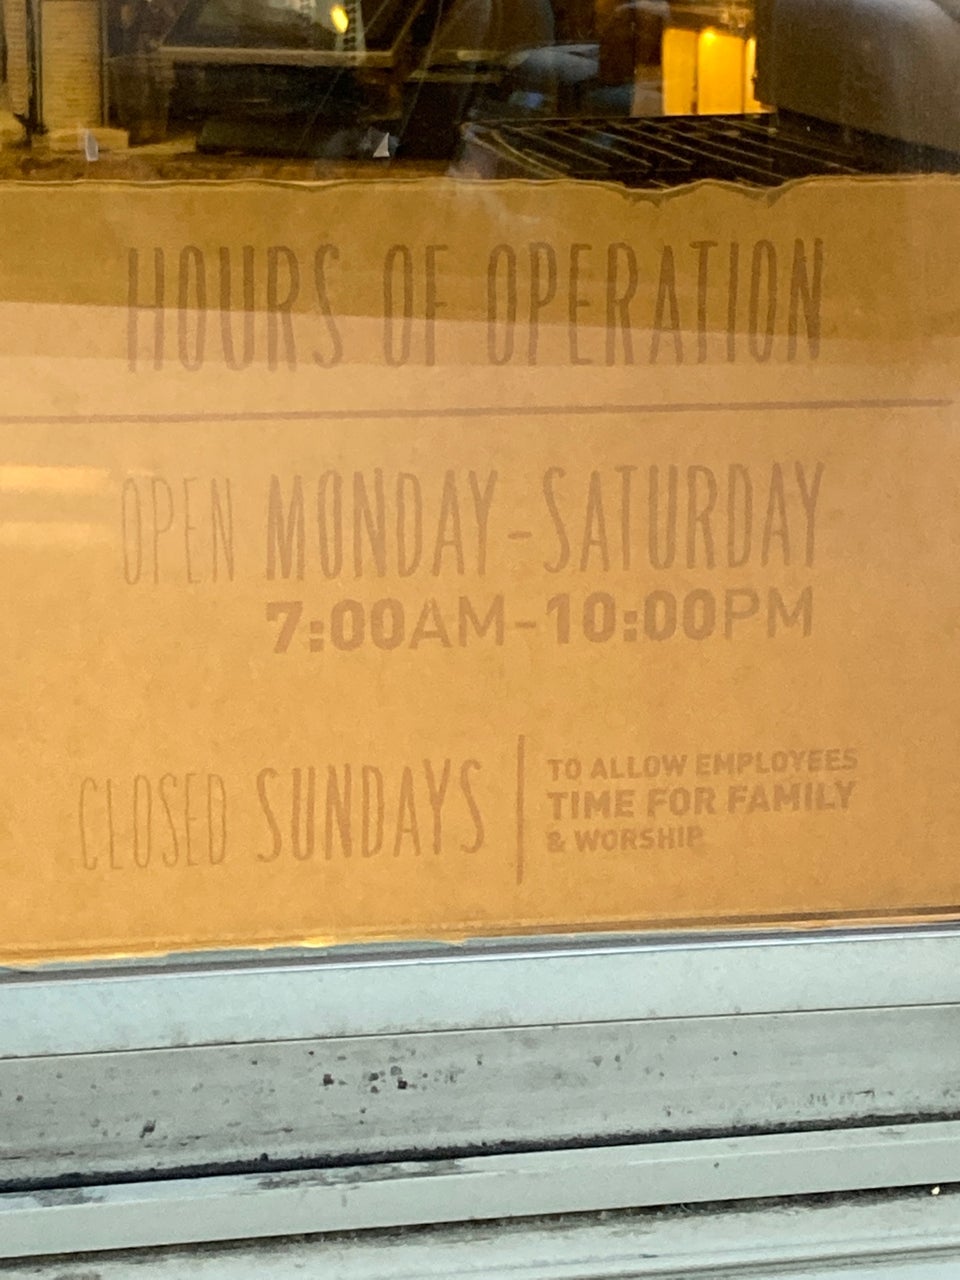 HOURS OF OPERATION
OPEN MONDAY-SATURDAY
7:00AM-10:00PM
CLOSED SUNDAYS
TO ALLOW EMPLOYEES
TIME FOR FAMILY
& WORSHIP